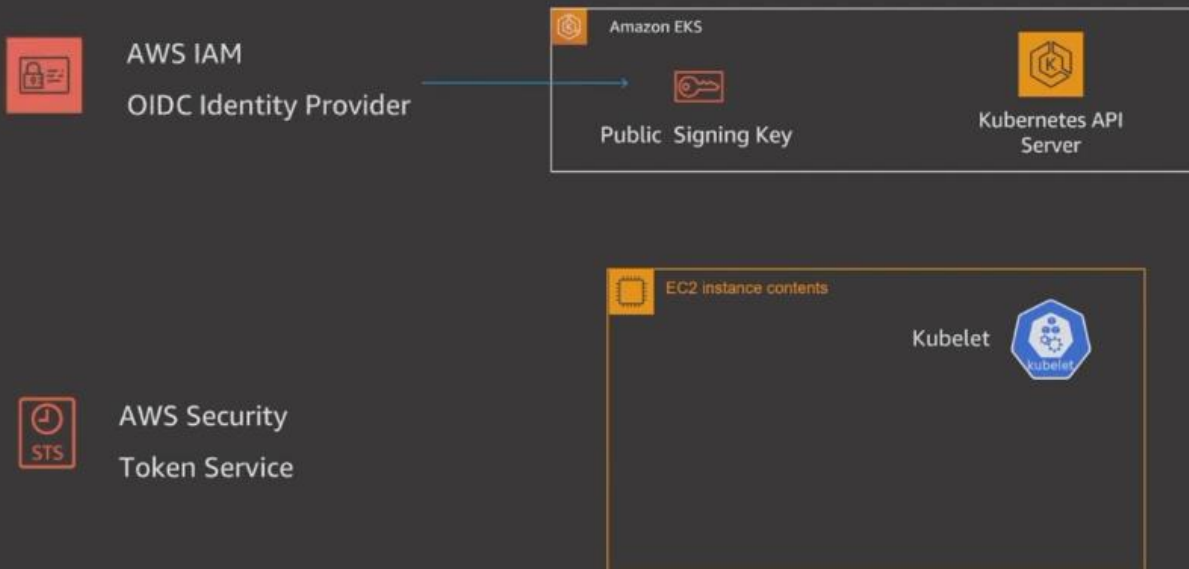 AWS IAM
OIDC Identity Provider
Amazon EKS
Public Signing Key
Kubernetes API
Server
EC2 instance contents
Kubelet
kubelet
STS
AWS Security
Token Service